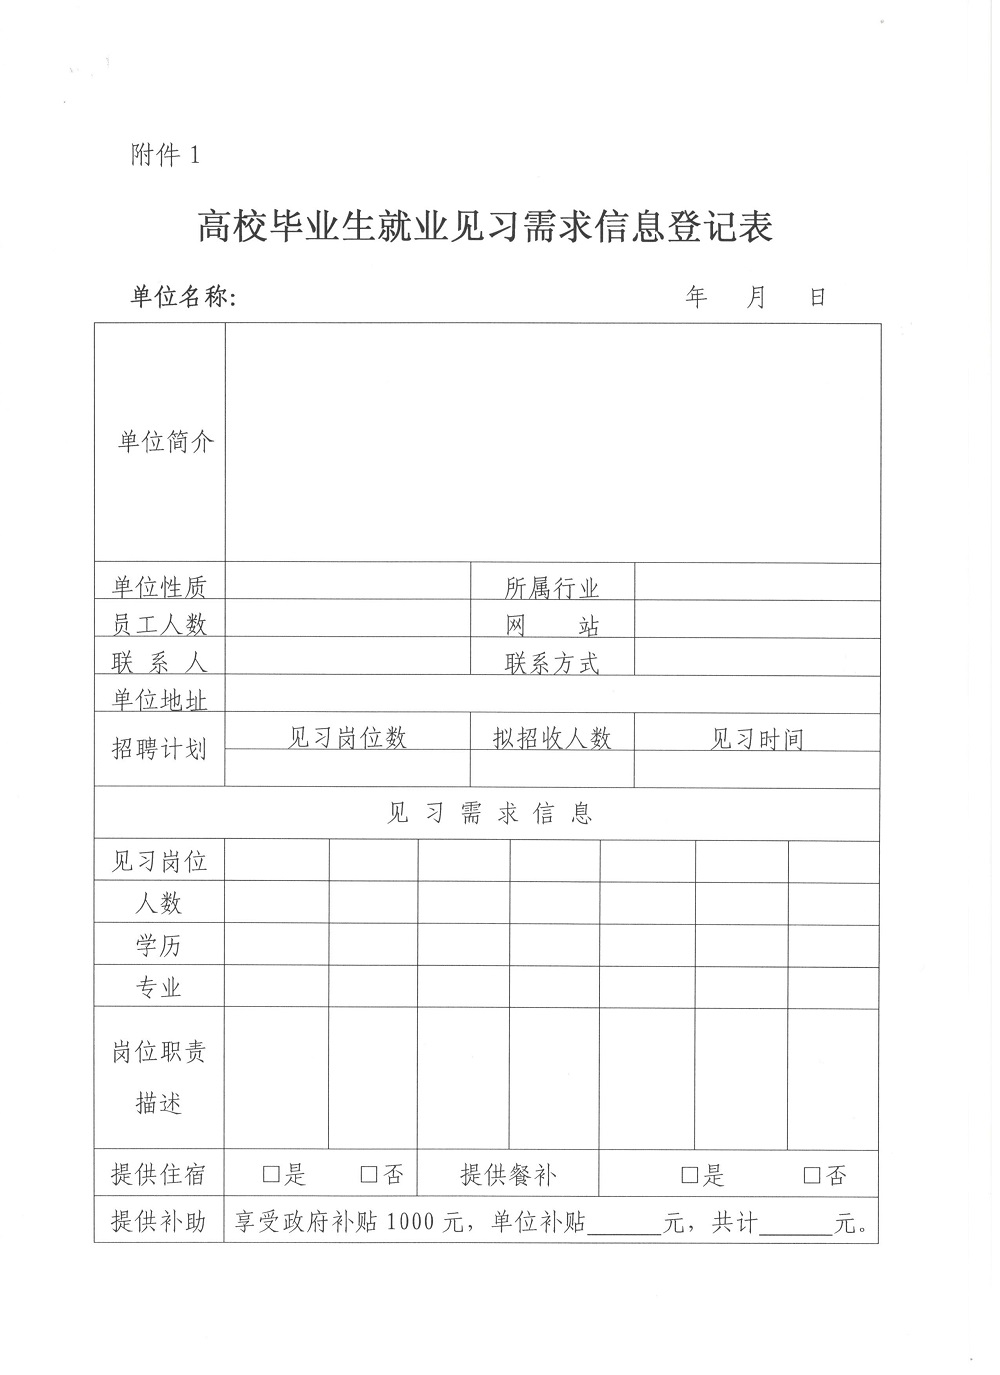 附件 1
高校毕业生就业见习需求信息登记表
单位名称: 年 月 日
单位简介
单位性质 所属行业
员工人数 网 站
联 系 人 联系方式
单位地址
招聘计划 见习岗位数 拟招收人数 见习时间
见 习 需 求 信 息
见习岗位
人数
学历
专业
岗位职责
描述
提供住宿 □是 □否 提供餐补 □是 □否
提供补助 享受政府补贴 1000 元，单位补贴______元，共计______元。